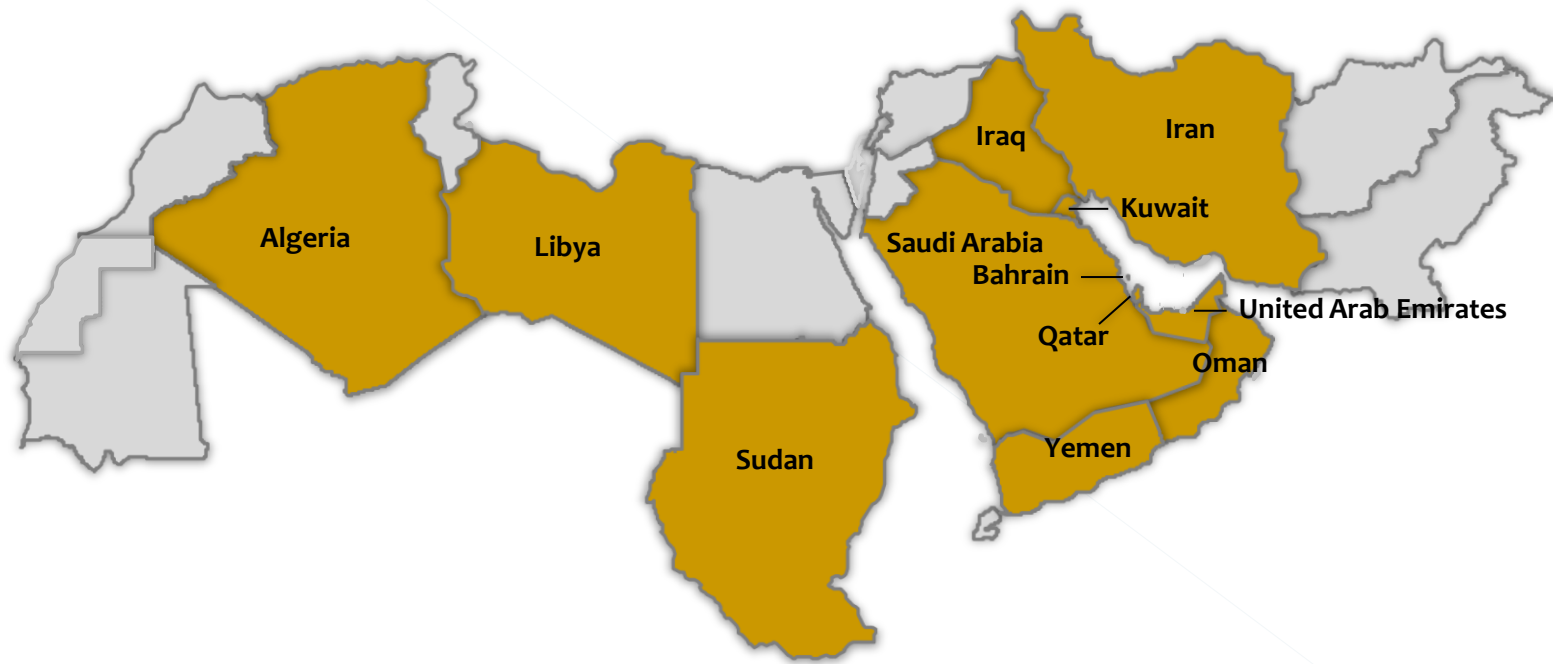 Iran
Iraq
Kuwait
Algeria
Libya
Saudi Arabia
Bahrain
United Arab Emirates
Qatar
Oman
Yemen
Sudan